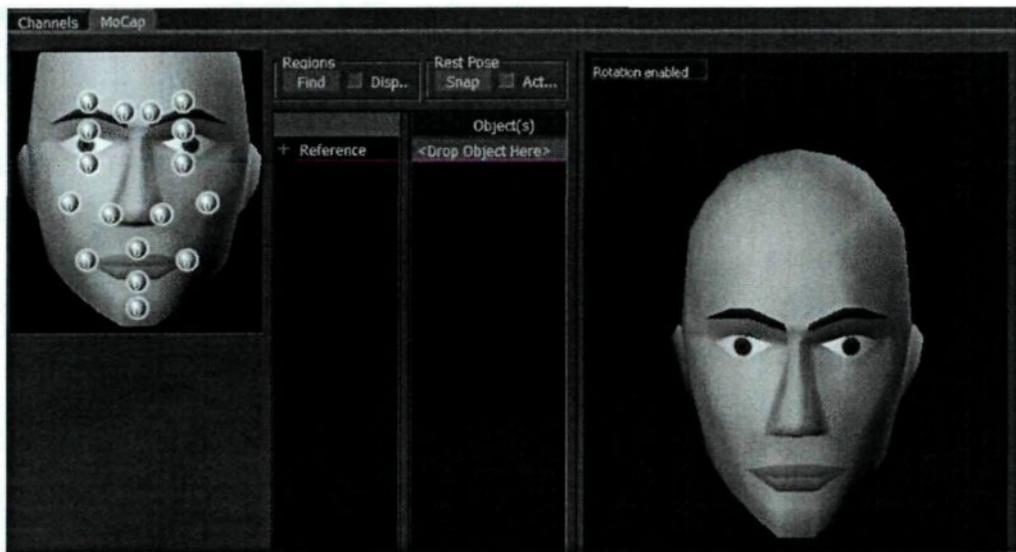 Channels MoCap
Regions
Find Disp..
Rest Pose
Snap Act...
Rotation enabled
Object(s)
+ Reference
<Drop Object Here>